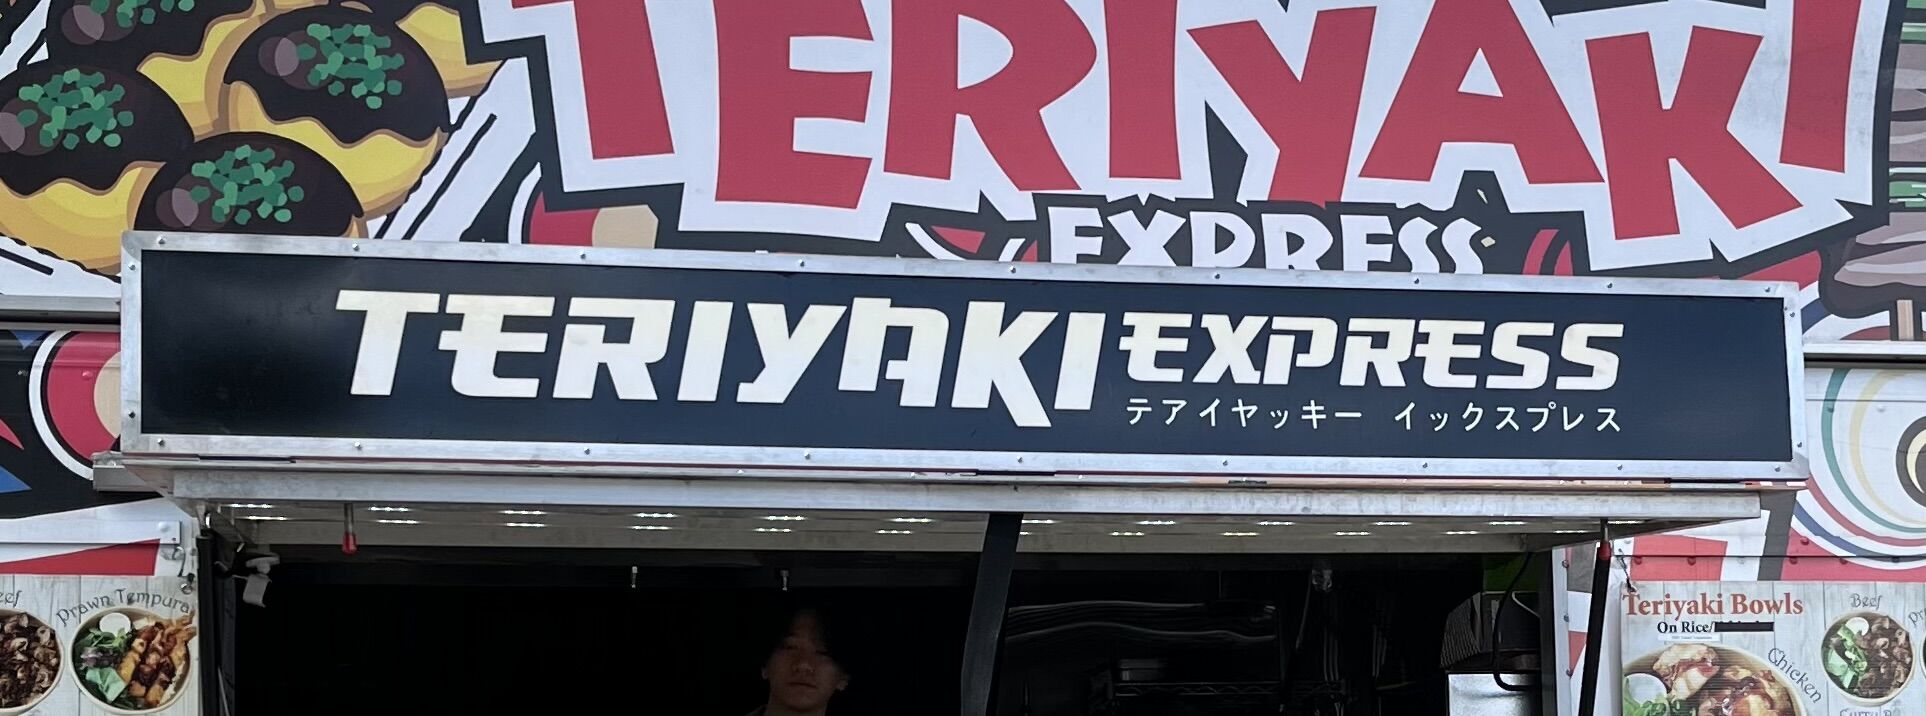 TERIYAKI
EXPRESS
TERIYAKI EXPRESS
テアイヤッキー イックスプレス
Prawn Tempura
Teriyaki Bowls
On Rice/
Beef
Chicken